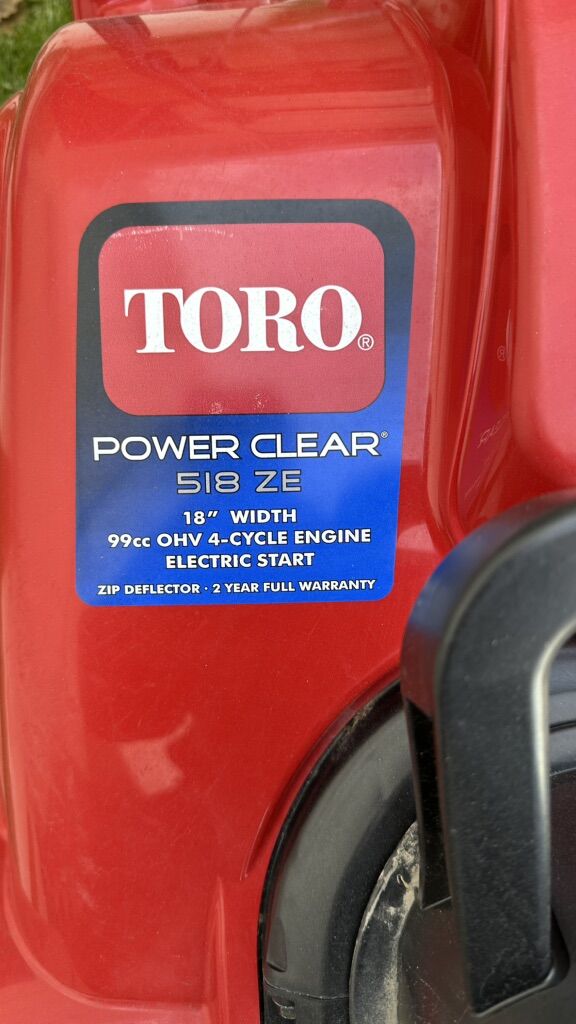 TORO®
POWER CLEAR®
518 ZE
18" WIDTH
99cc OHV 4-CYCLE ENGINE
ELECTRIC START
ZIP DEFLECTOR · 2 YEAR FULL WARRANTY
®